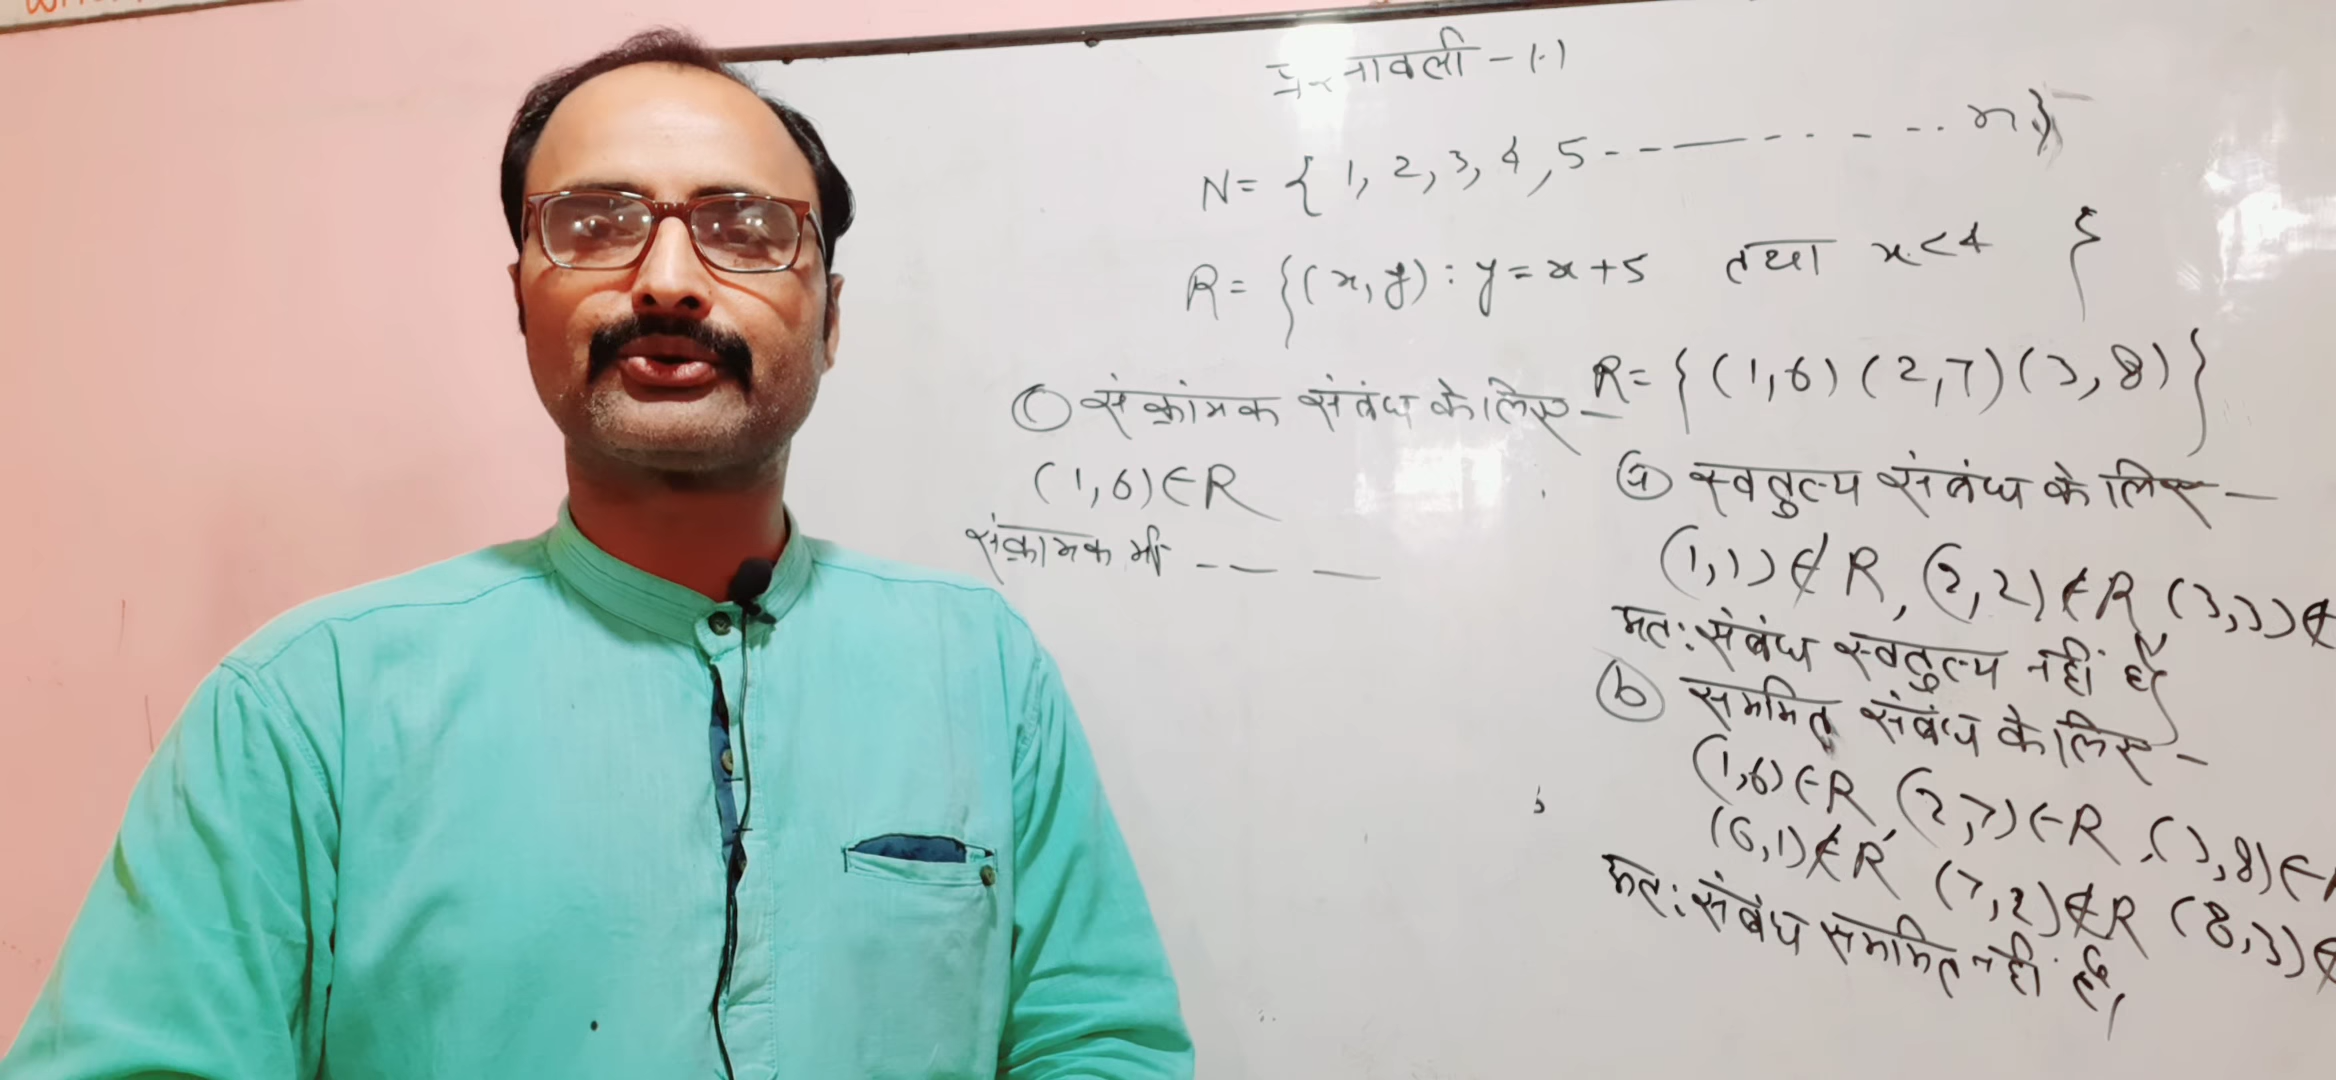 प्रश्नावली - 1.1
N = { 1, 2, 3, 4, 5 - - — - - - - - .. n }
R = { (x, y) : y = x + 5 तथा x < 4 }
R = { (1, 6) (2, 7) (3, 8) }
(a) स्वतुल्य संबंध के लिए —
(1, 1) ∉ R, (2, 2) ∉ R (3, 3) ∉
अतः संबंध स्वतुल्य नहीं है
(b) सममित संबंध के लिए —
(1, 6) ∈ R, (2, 7) ∈ R, (3, 8) ∈ R
(6, 1) ∉ R (7, 2) ∉ R (8, 3) ∉
अतः संबंध सममित नहीं है
(c) संक्रांमक संबंध के लिए —
(1, 6) ∈ R
संक्रामक भी - — —